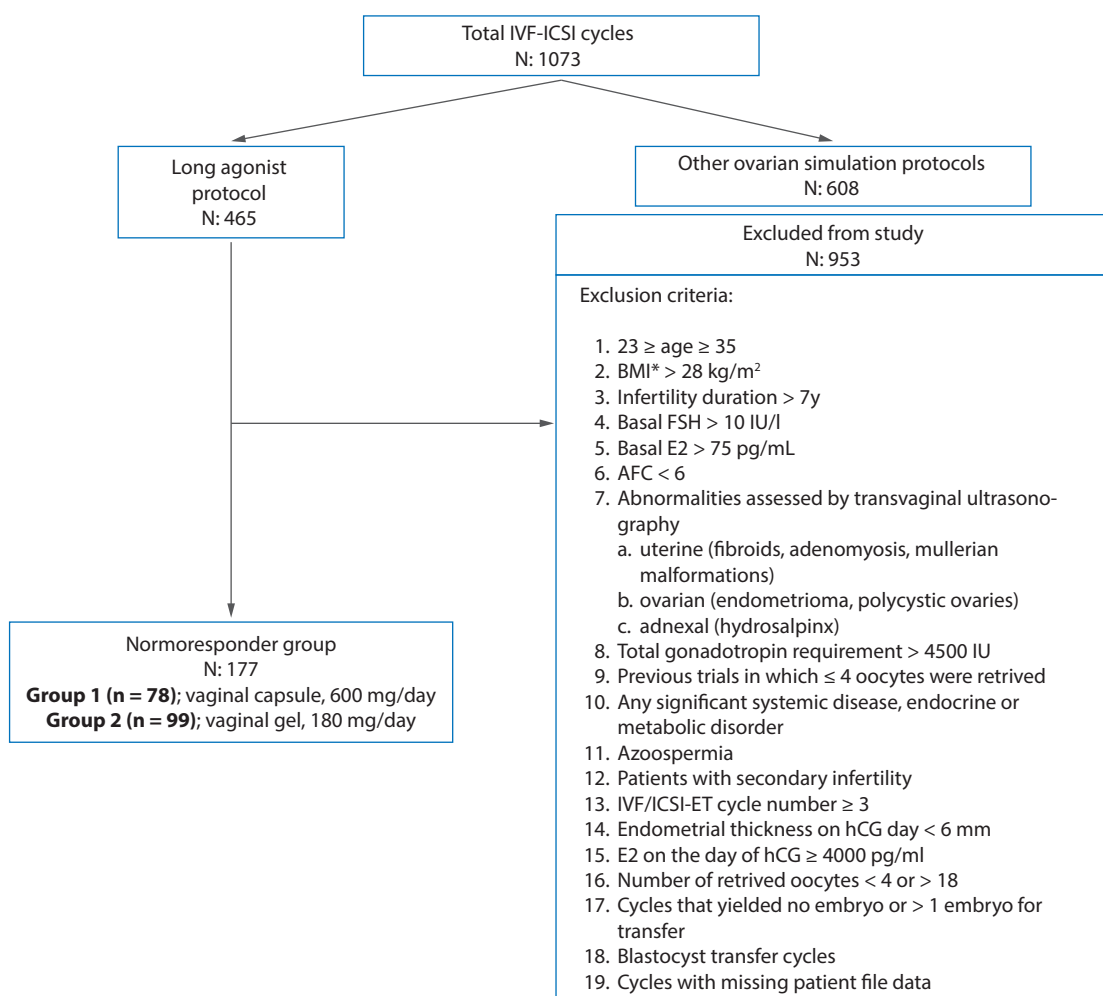 Total IVF-ICSI cycles
N: 1073
Long agonist
protocol
N: 465
Other ovarian simulation protocols
N: 608
Excluded from study
N: 953
Exclusion criteria:
1. 23 ≥ age ≥ 35
2. BMI* > 28 kg/m²
3. Infertility duration > 7y
4. Basal FSH > 10 IU/l
5. Basal E2 > 75 pg/mL
6. AFC < 6
7. Abnormalities assessed by transvaginal ultrasono-
graphy
a. uterine (fibroids, adenomyosis, mullerian
malformations)
b. ovarian (endometrioma, polycystic ovaries)
c. adnexal (hydrosalpinx)
8. Total gonadotropin requirement > 4500 IU
9. Previous trials in which ≤ 4 oocytes were retrived
10. Any significant systemic disease, endocrine or
metabolic disorder
11. Azoospermia
12. Patients with secondary infertility
13. IVF/ICSI-ET cycle number ≥ 3
14. Endometrial thickness on hCG day < 6 mm
15. E2 on the day of hCG ≥ 4000 pg/ml
16. Number of retrived oocytes < 4 or > 18
17. Cycles that yielded no embryo or > 1 embryo for
transfer
18. Blastocyst transfer cycles
19. Cycles with missing patient file data
Normoresponder group
N: 177
Group 1 (n = 78); vaginal capsule, 600 mg/day
Group 2 (n = 99); vaginal gel, 180 mg/day